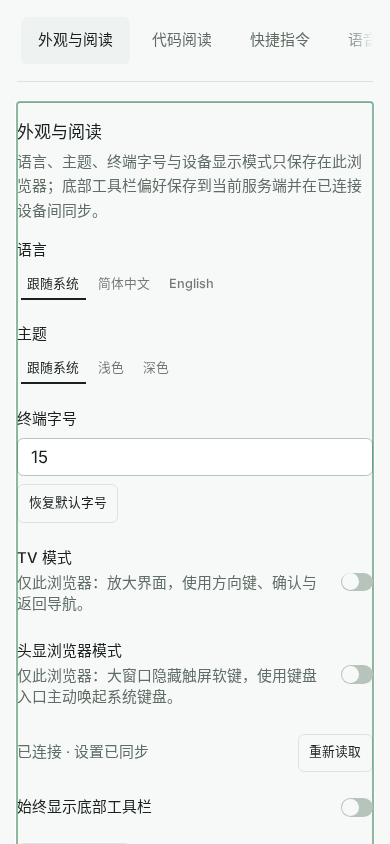 外观与阅读 代码阅读 快捷指令 语言
外观与阅读
语言、主题、终端字号与设备显示模式只保存在此浏
览器；底部工具栏偏好保存到当前服务端并在已连接
设备间同步。
语言
跟随系统 简体中文 English
主题
跟随系统 浅色 深色
终端字号
15
恢复默认字号
TV 模式
仅此浏览器：放大界面，使用方向键、确认与
返回导航。
头显浏览器模式
仅此浏览器：大窗口隐藏触屏软键，使用键盘
入口主动唤起系统键盘。
已连接 · 设置已同步 重新读取
始终显示底部工具栏